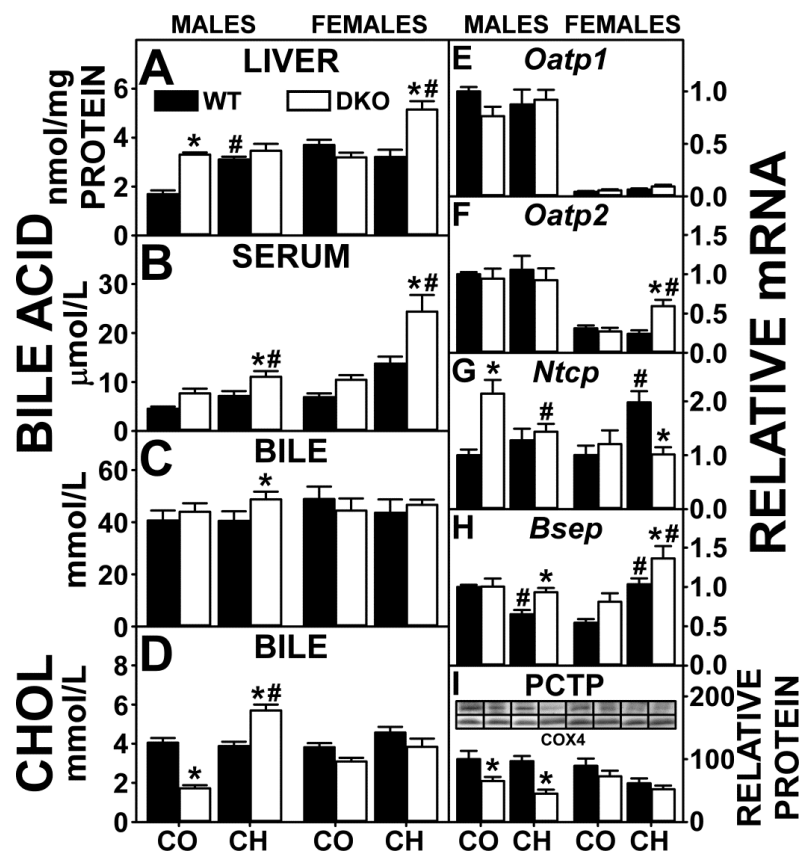 MALES FEMALES MALES FEMALES
A LIVER
WT DKO
nmol/mg
PROTEIN
6
4
2
0
* # *#
B SERUM
µmol/L
30
20
10
0
*# *#
BILE ACID
C BILE
mmol/L
60
40
20
0
*
D BILE
CHOL
mmol/L
8
6
4
2
0
* *#
CO CH CO CH
E Oatp1
1.0
0.5
0.0
F Oatp2
1.5
1.0
0.5
0.0
*#
G Ntcp
2.0
1.0
0.0
* # # *
H Bsep
1.5
1.0
0.5
0.0
# * # *#
RELATIVE mRNA
I PCTP
COX4
200
100
0
* *
RELATIVE
PROTEIN
CO CH CO CH